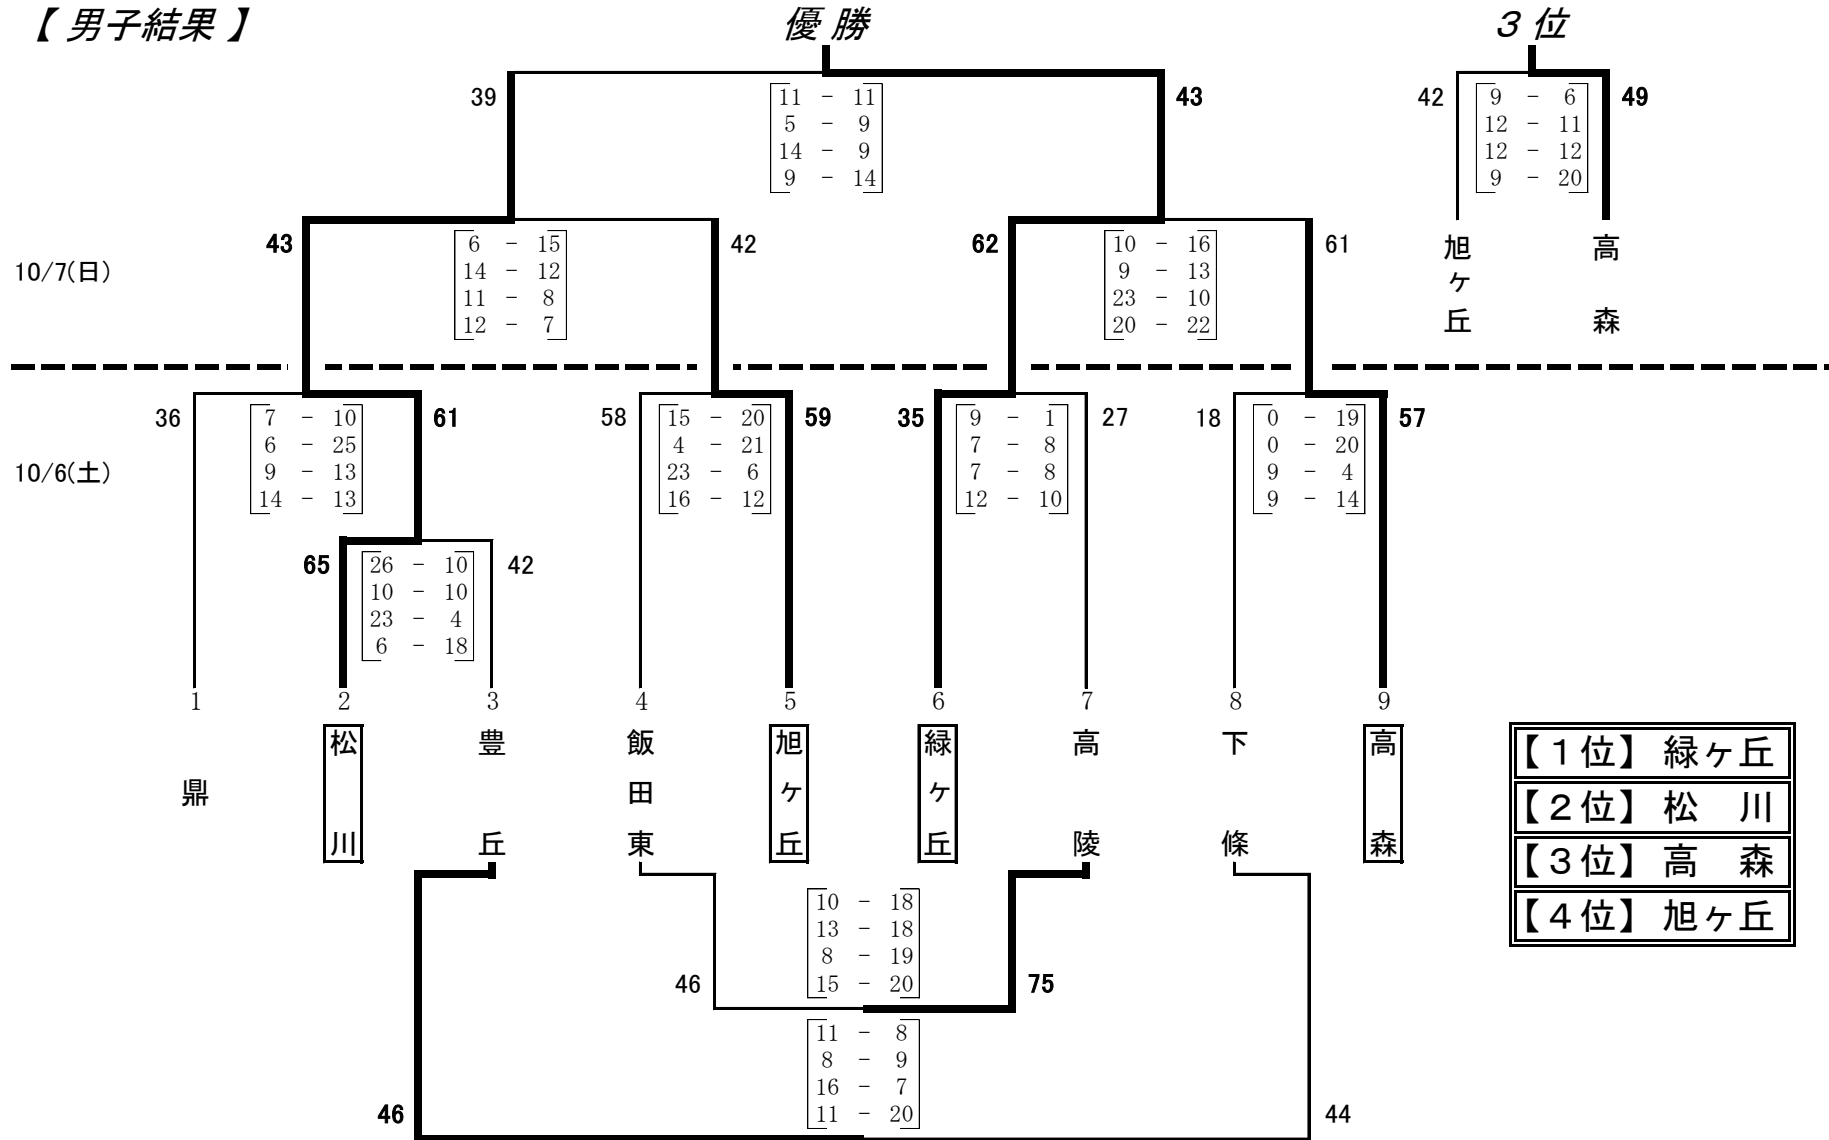 【 男子結果 】
優 勝
３ 位
39
11 - 11
5 - 9
14 - 9
9 - 14
43
42
9 - 6
12 - 11
12 - 12
9 - 20
49
旭ヶ丘
高森
10/7(日)
43
6 - 15
14 - 12
11 - 8
12 - 7
42
62
10 - 16
9 - 13
23 - 10
20 - 22
61
10/6(土)
36
7 - 10
6 - 25
9 - 13
14 - 13
61
58
15 - 20
4 - 21
23 - 6
16 - 12
59
35
9 - 1
7 - 8
7 - 8
12 - 10
27
18
0 - 19
0 - 20
9 - 4
9 - 14
57
65
26 - 10
10 - 10
23 - 4
6 - 18
42
1 2 3 4 5 6 7 8 9
鼎
松川
豊丘
飯田東
旭ヶ丘
緑ヶ丘
高陵
下條
高森
【１位】 緑ヶ丘
【２位】 松　川
【３位】 高　森
【４位】 旭ヶ丘
46
10 - 18
13 - 18
8 - 19
15 - 20
75
46
11 - 8
8 - 9
16 - 7
11 - 20
44